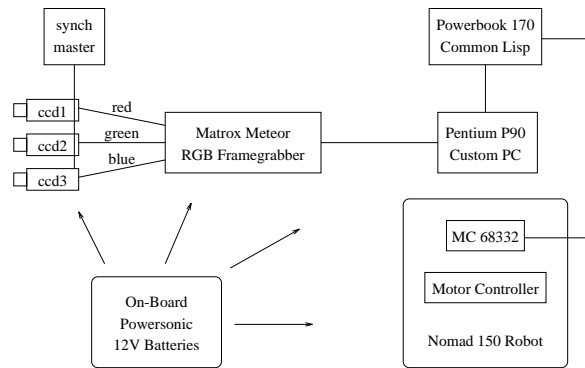 synch
master
Powerbook 170
Common Lisp
ccd1
red
ccd2
green
ccd3
blue
Matrox Meteor
RGB Framegrabber
Pentium P90
Custom PC
MC 68332
Motor Controller
Nomad 150 Robot
On-Board
Powersonic
12V Batteries